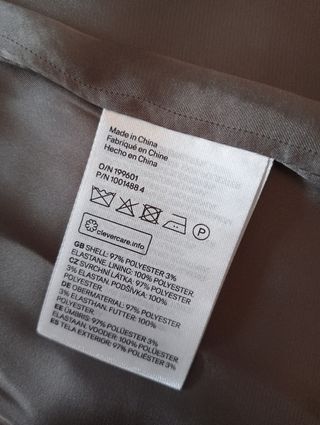 Made in China
Fabriqué en Chine
Hecho en China
O/N 199601
P/N 1001488 4
P
clevercare.info
GB SHELL: 97% POLYESTER 3%
ELASTANE. LINING: 100% POLYESTER
CZ SVRCHNÍ LÁTKA: 97% POLYESTER
3% ELASTAN. PODŠÍVKA: 100%
POLYESTER
DE OBERMATERIAL: 97% POLYESTER
3% ELASTHAN. FUTTER: 100%
POLYESTER
EE ÜMBRIS: 97% POLÜESTER 3%
ELASTAAN. VOODER: 100% POLÜESTER
ES TELA EXTERIOR: 97% POLIÉSTER 3%